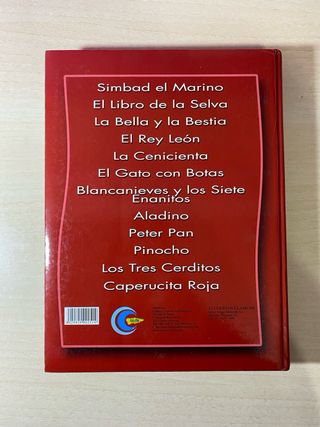 Simbad el Marino
El Libro de la Selva
La Bella y la Bestia
El Rey León
La Cenicienta
El Gato con Botas
Blancanieves y los Siete
Enanitos
Aladino
Peter Pan
Pinocho
Los Tres Cerditos
Caperucita Roja